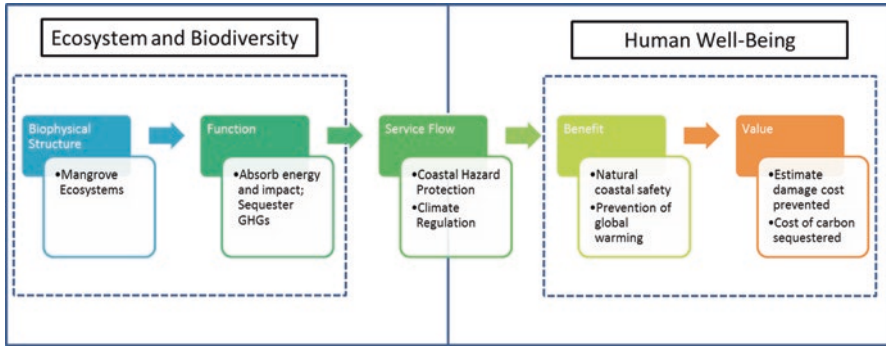 Ecosystem and Biodiversity
Human Well-Being
Biophysical
Structure
•Mangrove
Ecosystems
Function
•Absorb energy
and impact;
Sequester
GHGs
Service Flow
•Coastal Hazard
Protection
•Climate
Regulation
Benefit
•Natural
coastal safety
•Prevention of
global
warming
Value
•Estimate
damage cost
prevented
•Cost of carbon
sequestered